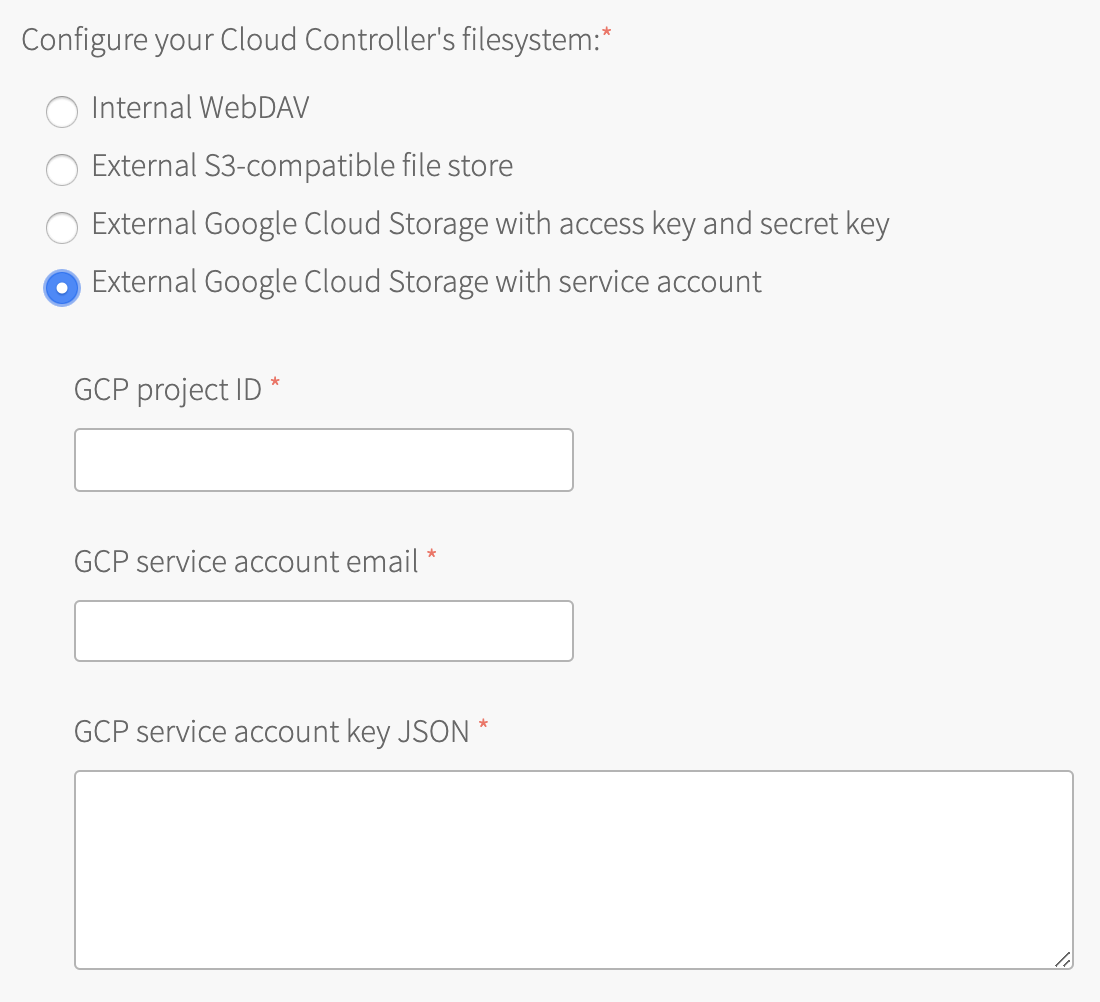 Configure your Cloud Controller's filesystem:*
Internal WebDAV
External S3-compatible file store
External Google Cloud Storage with access key and secret key
External Google Cloud Storage with service account
GCP project ID *
GCP service account email *
GCP service account key JSON *